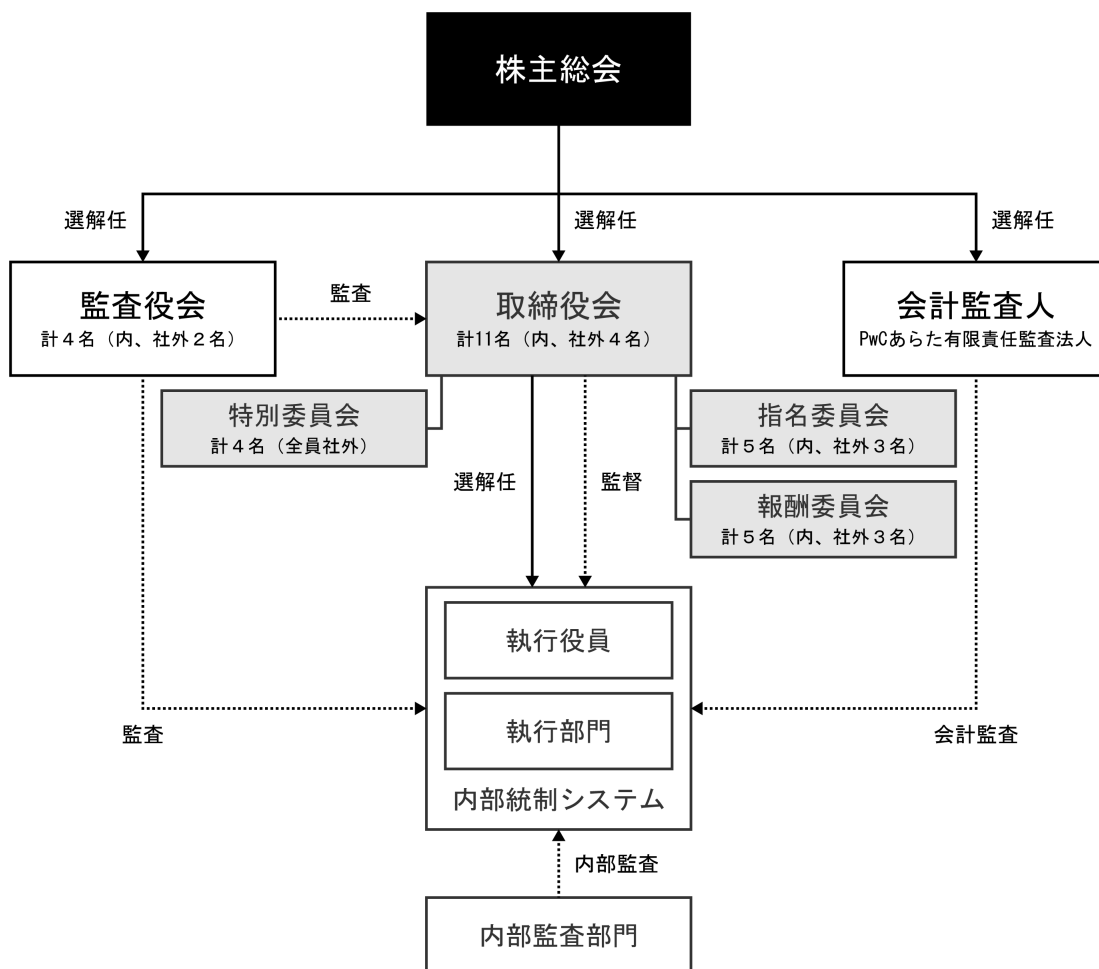 株主総会
選解任
選解任
選解任
監査役会
計4名（内、社外2名）
監査
取締役会
計11名（内、社外4名）
会計監査人
PwCあらた有限責任監査法人
特別委員会
計4名（全員社外）
指名委員会
計5名（内、社外3名）
選解任
監督
報酬委員会
計5名（内、社外3名）
執行役員
執行部門
内部統制システム
監査
会計監査
内部監査
内部監査部門